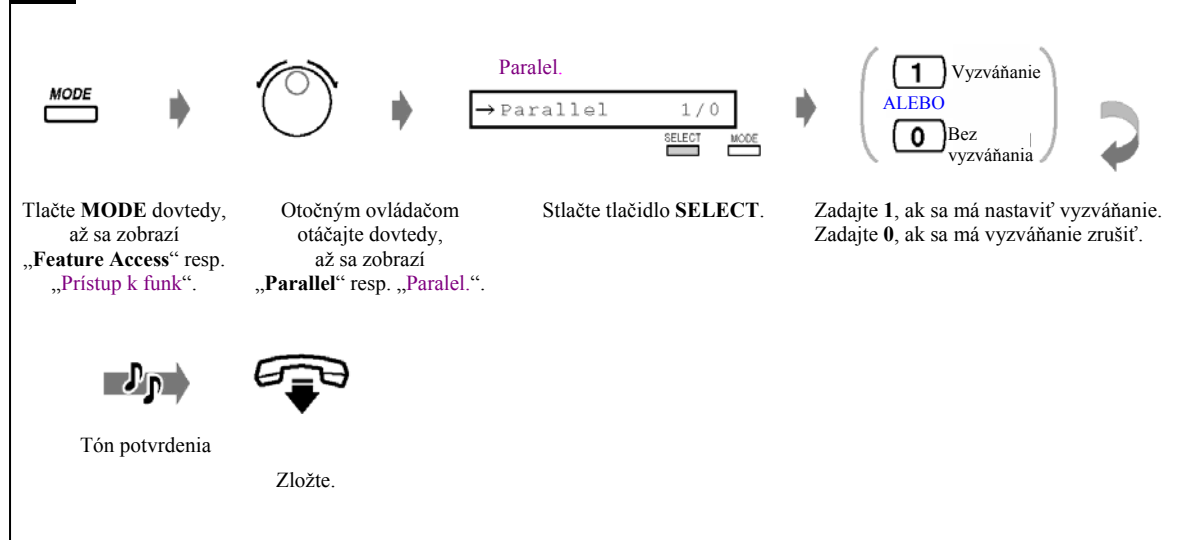 Paralel.
MODE
→Parallel 1/0
SELECT MODE
1 Vyzváňanie
ALEBO
0 Bez
vyzváňania
Tlačte MODE dovtedy,
až sa zobrazí
„Feature Access“ resp.
„Prístup k funk“.
Otočným ovládačom
otáčajte dovtedy,
až sa zobrazí
„Parallel“ resp. „Paralel.“.
Stlačte tlačidlo SELECT.
Zadajte 1, ak sa má nastaviť vyzváňanie.
Zadajte 0, ak sa má vyzváňanie zrušiť.
Tón potvrdenia
Zložte.